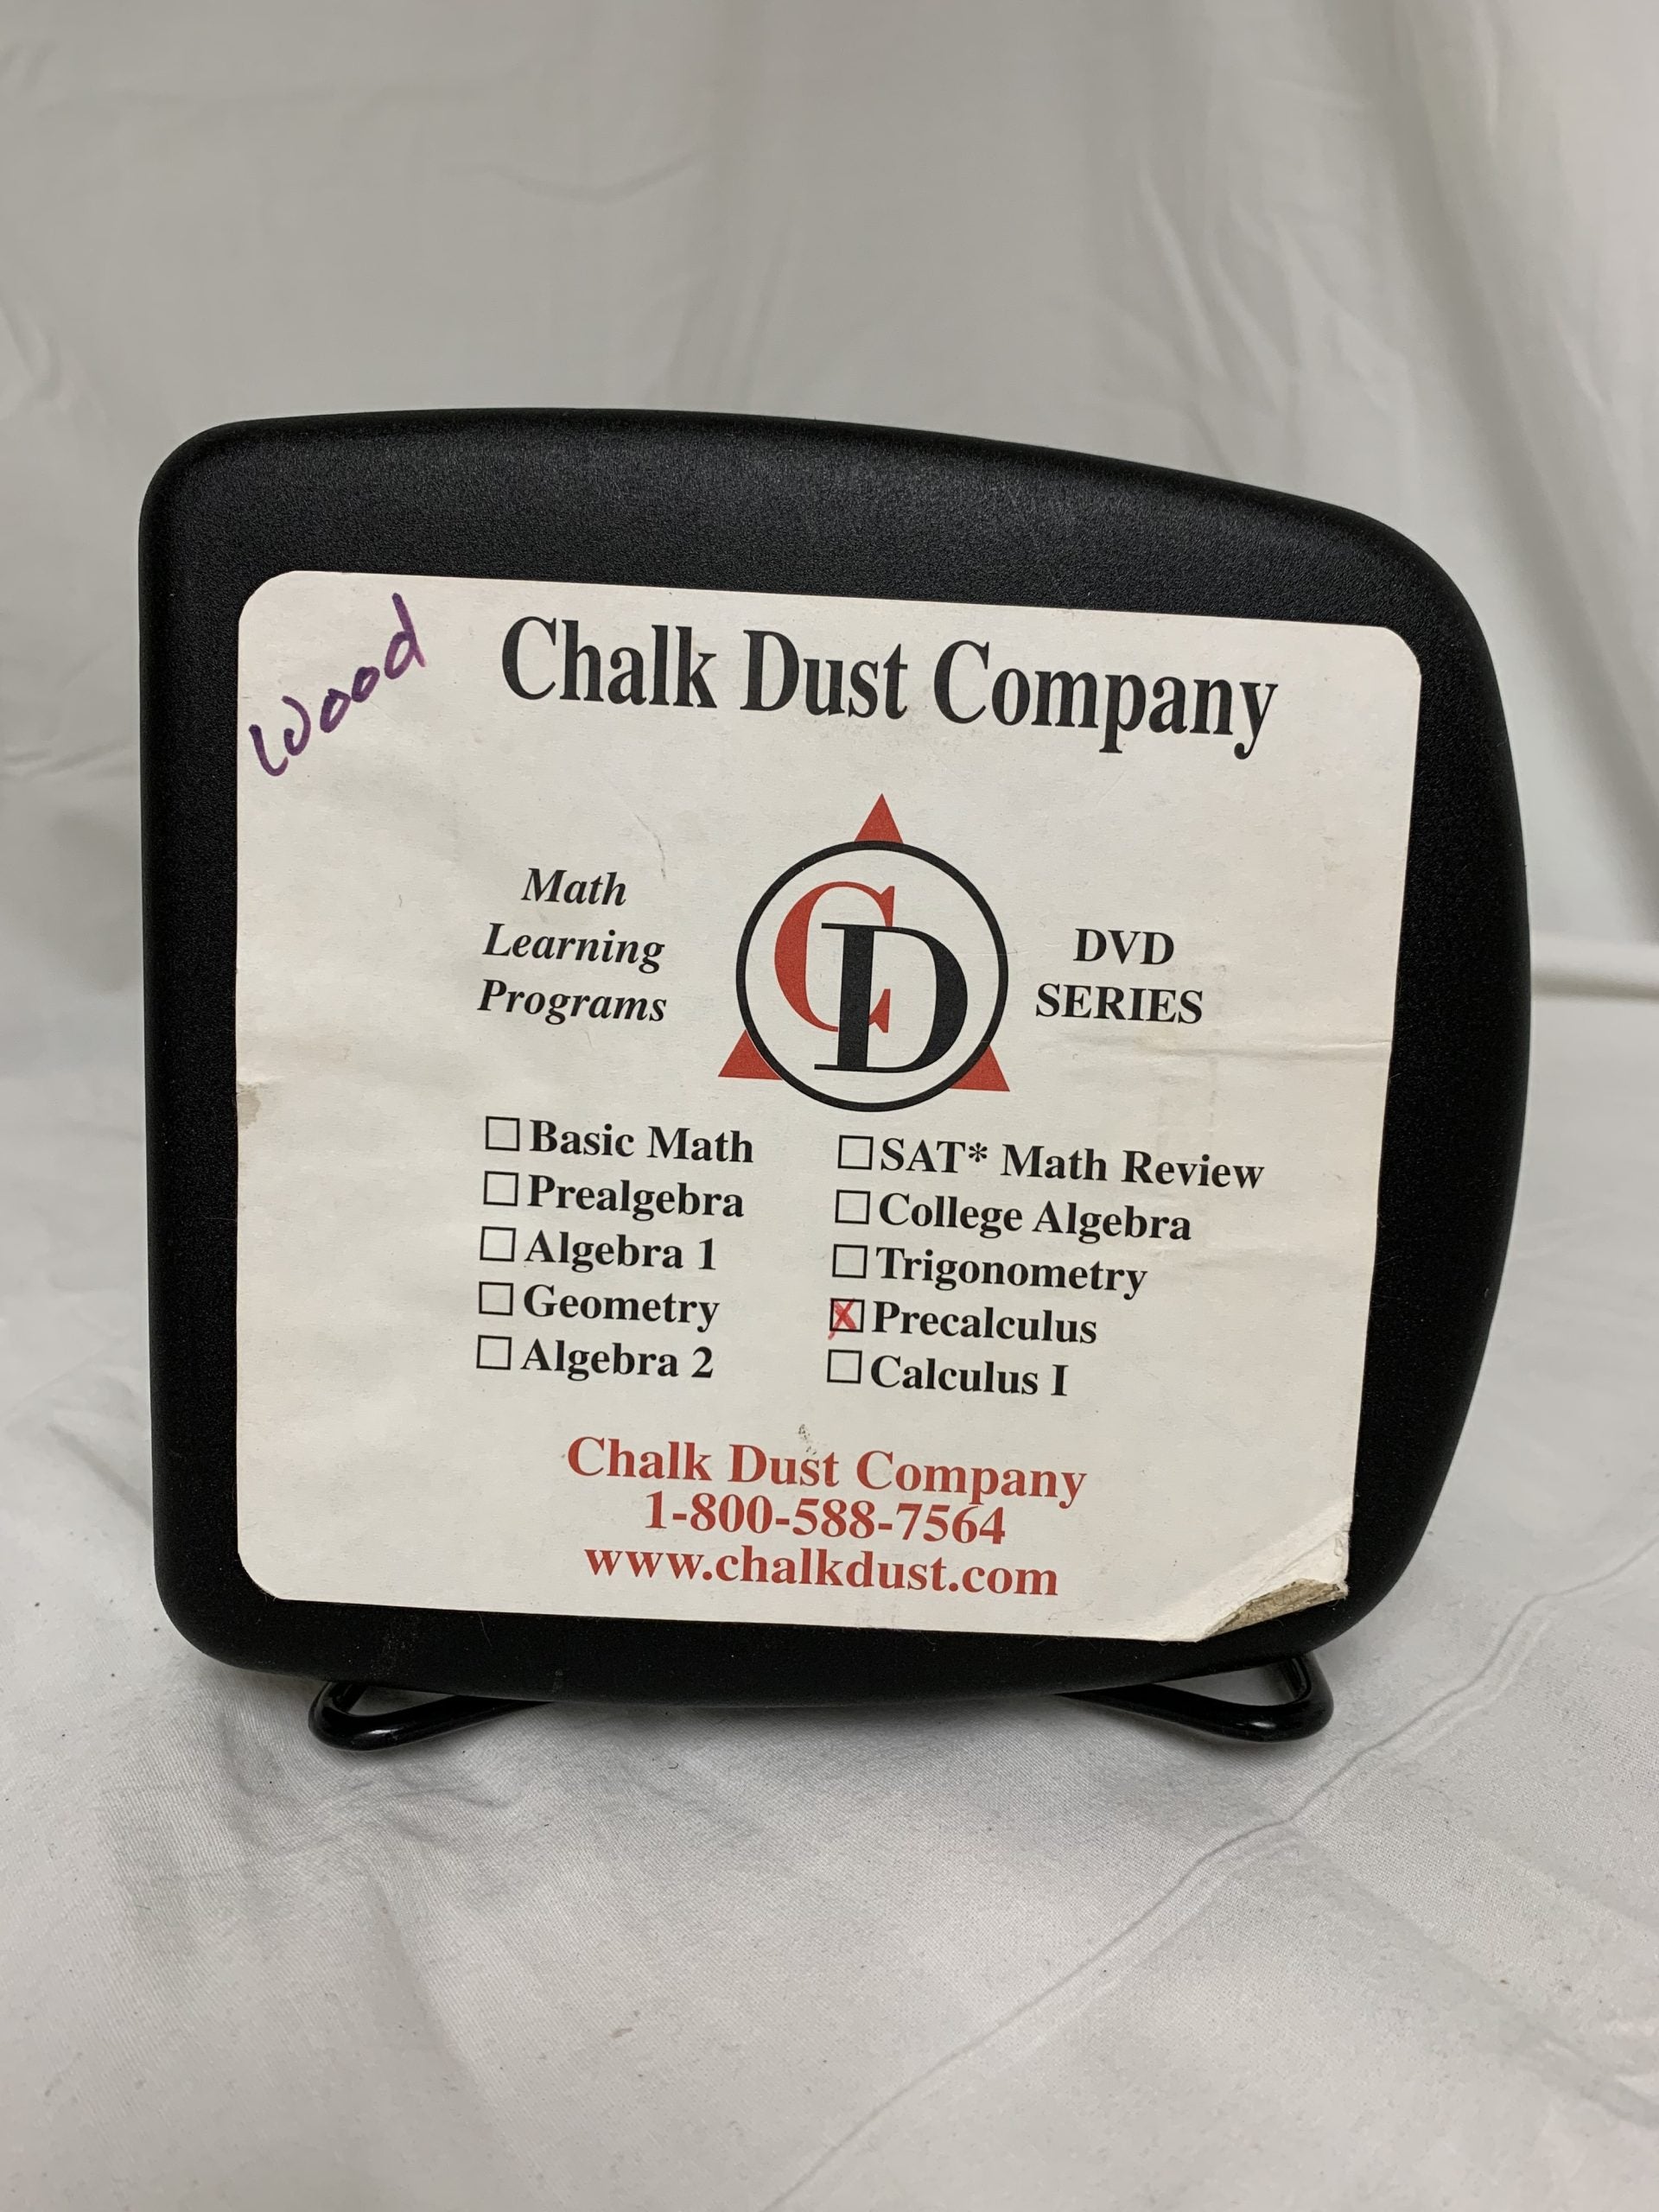 Wood
Chalk Dust Company
Math
Learning
Programs
CD
DVD
SERIES
Basic Math
Prealgebra
Algebra 1
Geometry
Algebra 2
SAT* Math Review
College Algebra
Trigonometry
X Precalculus
Calculus I
Chalk Dust Company
1-800-588-7564
www.chalkdust.com